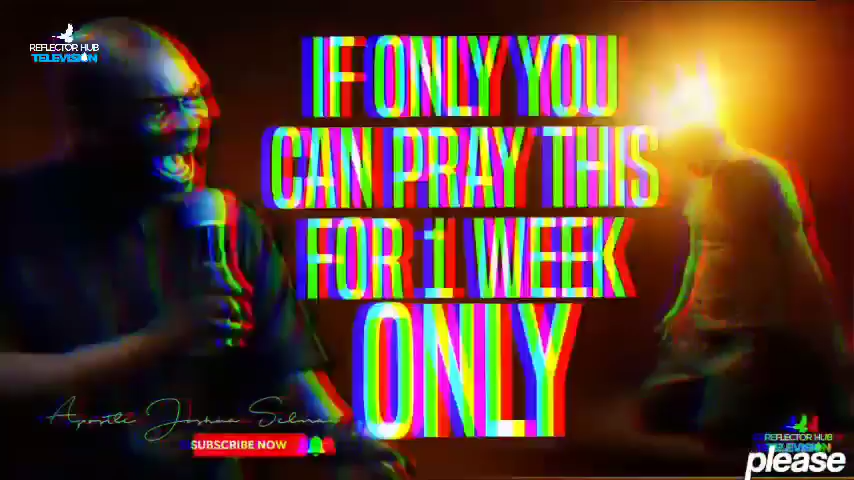 REFLECTOR HUB
TELEVISION
IF ONLY YOU
CAN PRAY THIS
FOR 1 WEEK
ONLY
Apostle Joshua Selman
SUBSCRIBE NOW
REFLECTOR HUB
TELEVISION
please